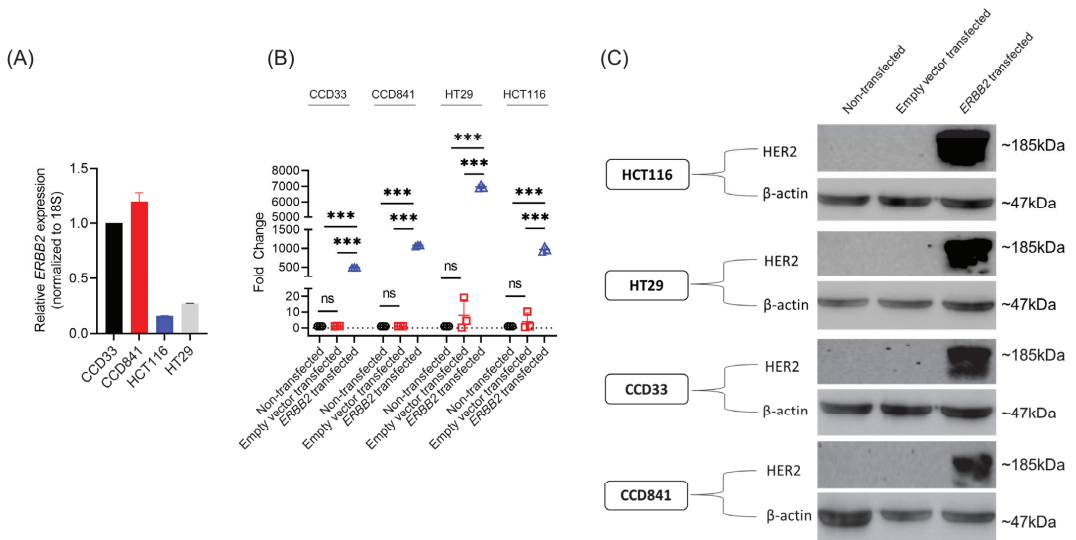 (A)
Relative ERBB2 expression
(normalized to 18S)
1.5
1.0
0.5
0.0
CCD33
CCD841
HCT116
HT29
(B)
CCD33
CCD841
HT29
HCT116
Fold Change
8000
7000
6000
5000
1000
500
20
10
0
***
***
ns
***
***
ns
***
***
ns
***
***
ns
Non-transfected
Empty vector transfected
ERBB2 transfected
Non-transfected
Empty vector transfected
ERBB2 transfected
Non-transfected
Empty vector transfected
ERBB2 transfected
Non-transfected
Empty vector transfected
ERBB2 transfected
(C)
Non-transfected
Empty vector transfected
ERBB2 transfected
HCT116
HER2
~185kDa
β-actin
~47kDa
HT29
HER2
~185kDa
β-actin
~47kDa
CCD33
HER2
~185kDa
β-actin
~47kDa
CCD841
HER2
~185kDa
β-actin
~47kDa